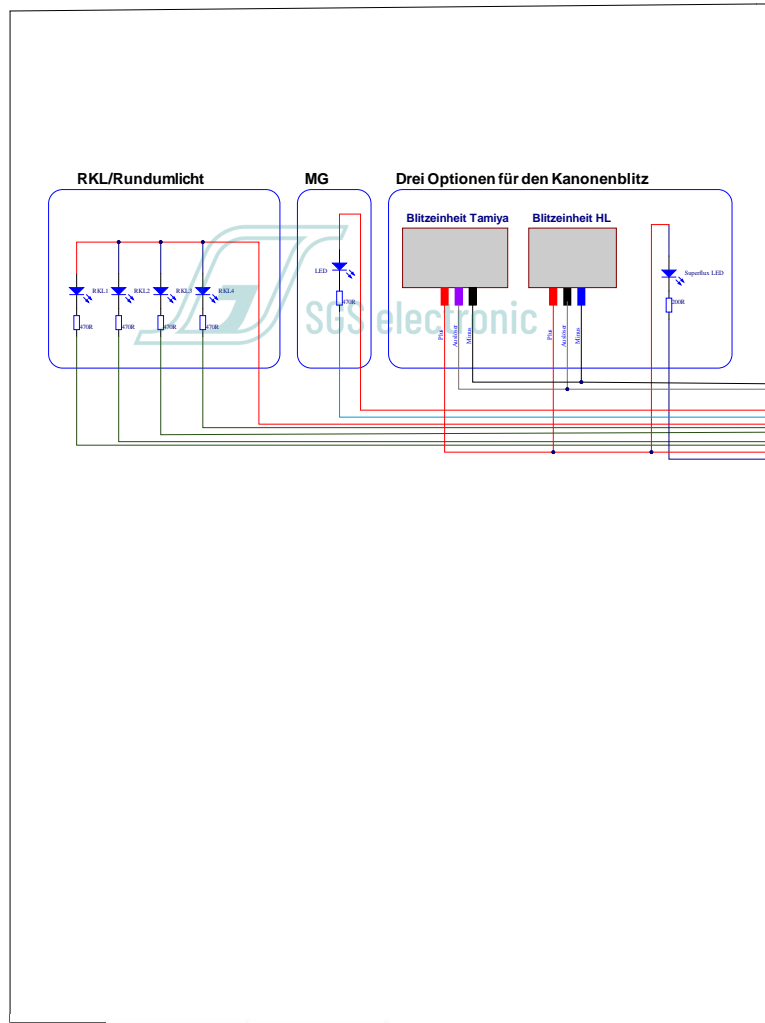 RKL/Rundumlicht
MG
Drei Optionen für den Kanonenblitz
Blitzeinheit Tamiya
Blitzeinheit HL
LED
Superflux LED
RKL1
RKL2
RKL3
RKL4
470R
200R
470R
470R
470R
470R
SGS electronic
Plus
Auslöser
Minus
Plus
Auslöser
Minus